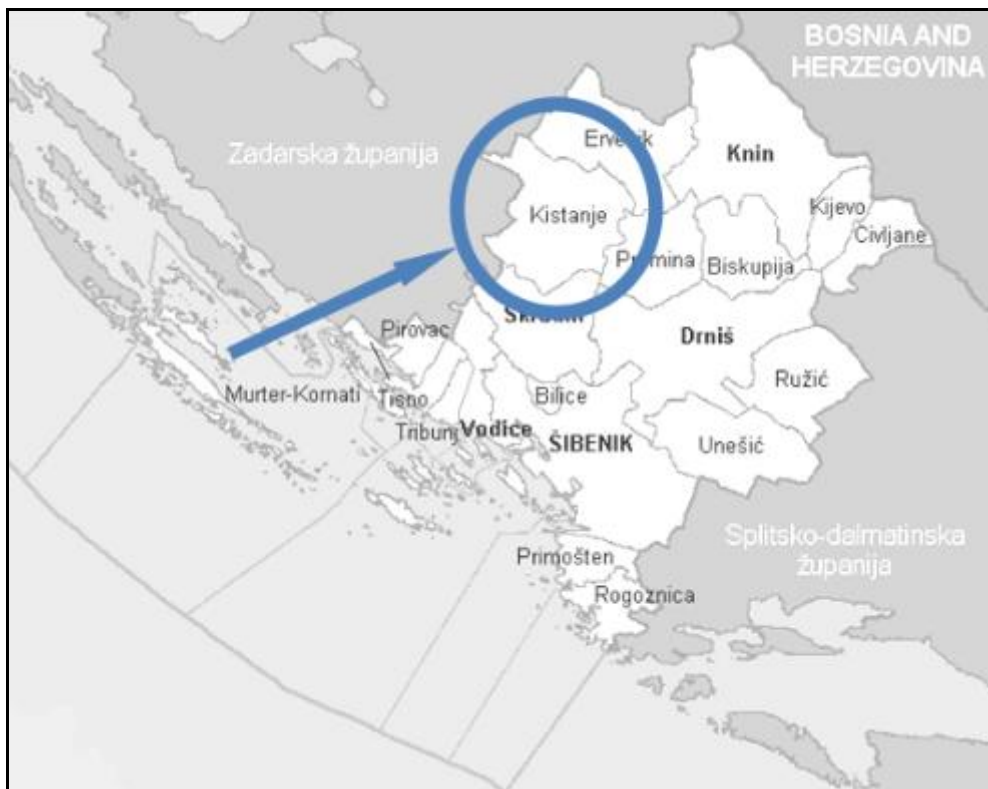 BOSNIA AND
HERZEGOVINA
Zadarska županija
Knin
Kistanje
Kijevo
Civljane
Biskupija
Pirovac
Drniš
Ružić
Murter-Kornati
Tisno
Bilice
Tribunj
Vodice
ŠIBENIK
Unešić
Primošten
Splitsko-dalmatinska
županija
Rogoznica